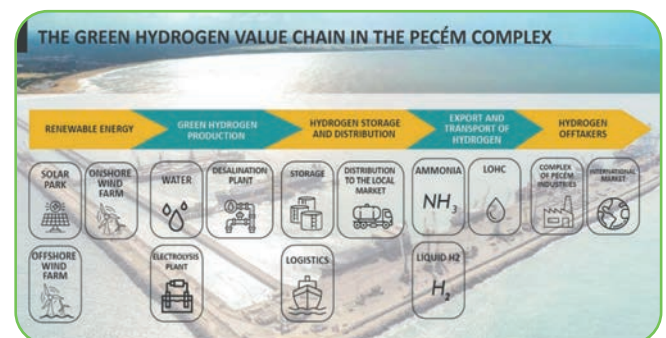 THE GREEN HYDROGEN VALUE CHAIN IN THE PECÉM COMPLEX
RENEWABLE ENERGY
GREEN HYDROGEN
PRODUCTION
HYDROGEN STORAGE
AND DISTRIBUTION
EXPORT AND
TRANSPORT OF
HYDROGEN
HYDROGEN
OFFTAKERS
SOLAR
PARK
ONSHORE
WIND
FARM
WATER
DESALINATION
PLANT
STORAGE
DISTRIBUTION
TO THE LOCAL
MARKET
AMMONIA
NH3
LOHC
COMPLEX
OF PECÉM
INDUSTRIES
INTERNATIONAL
MARKET
OFFSHORE
WIND
FARM
ELECTROLYSIS
PLANT
LOGISTICS
LIQUID H2
H2